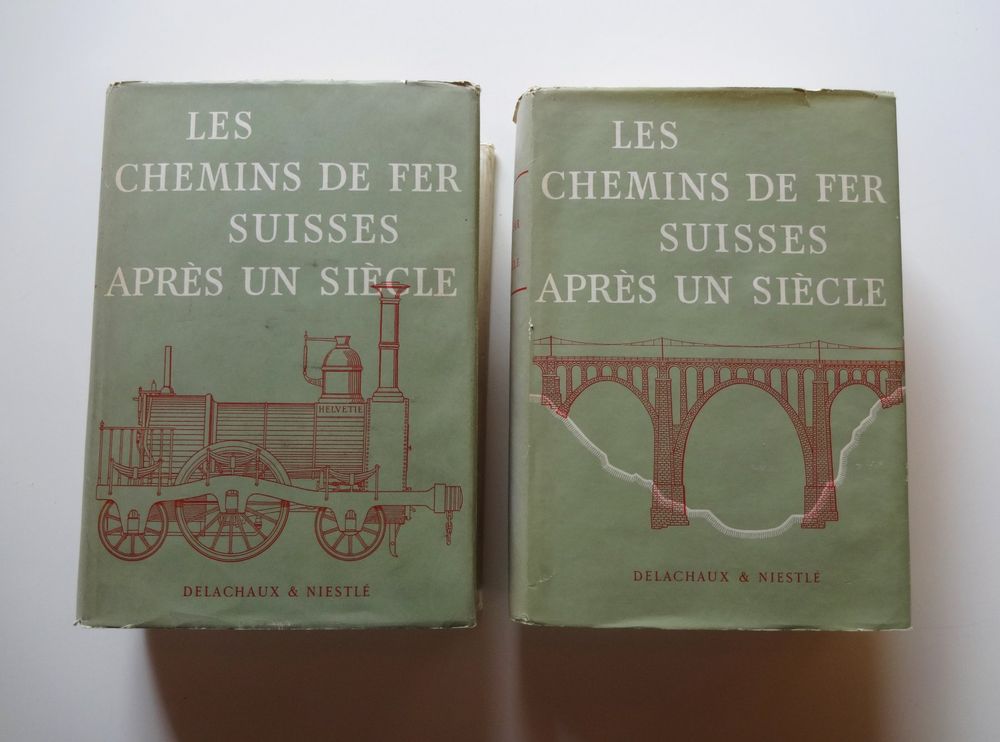 LES
CHEMINS DE FER
SUISSES
APRÈS UN SIÈCLE
HELVETIE
DELACHAUX & NIESTLÉ
LES
CHEMINS DE FER
SUISSES
APRÈS UN SIÈCLE
DELACHAUX & NIESTLÉ